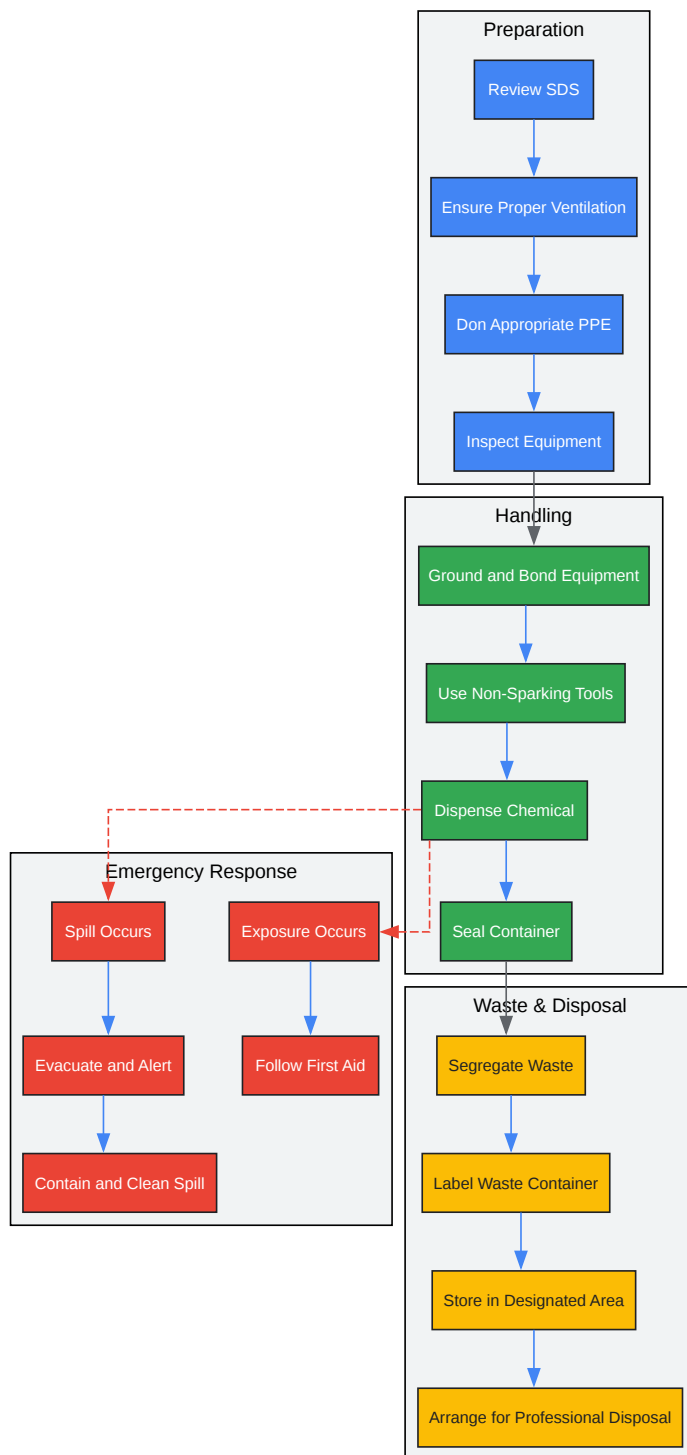 Preparation
Review SDS
Ensure Proper Ventilation
Don Appropriate PPE
Inspect Equipment
Handling
Ground and Bond Equipment
Use Non-Sparking Tools
Dispense Chemical
Seal Container
Emergency Response
Spill Occurs
Exposure Occurs
Evacuate and Alert
Follow First Aid
Contain and Clean Spill
Waste & Disposal
Segregate Waste
Label Waste Container
Store in Designated Area
Arrange for Professional Disposal